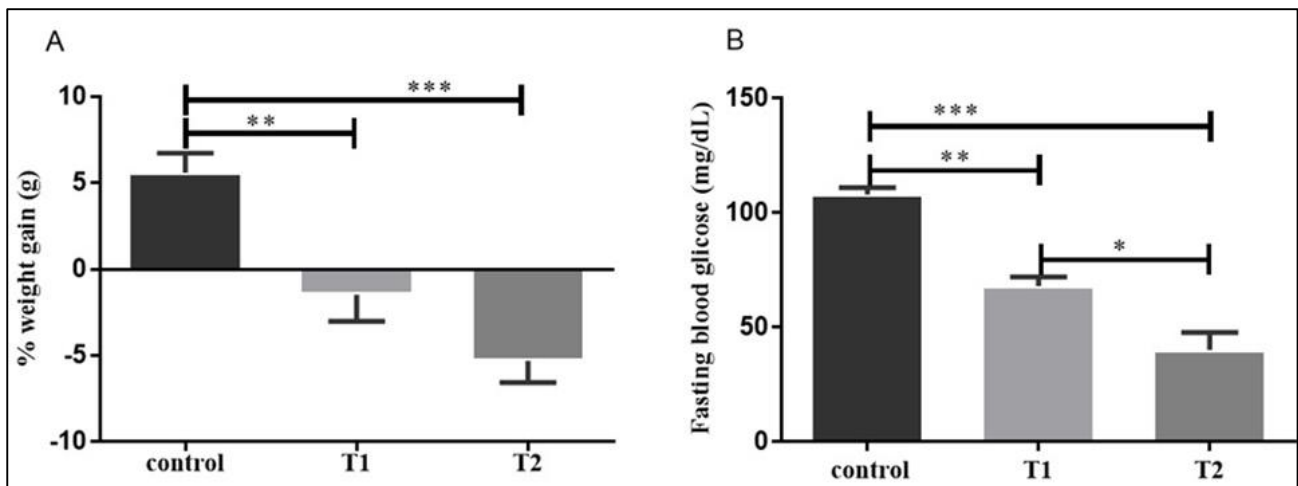 A
% weight gain (g)
10
5
0
-5
-10
**
***
control
T1
T2
B
Fasting blood glicose (mg/dL)
150
100
50
0
***
**
*
control
T1
T2